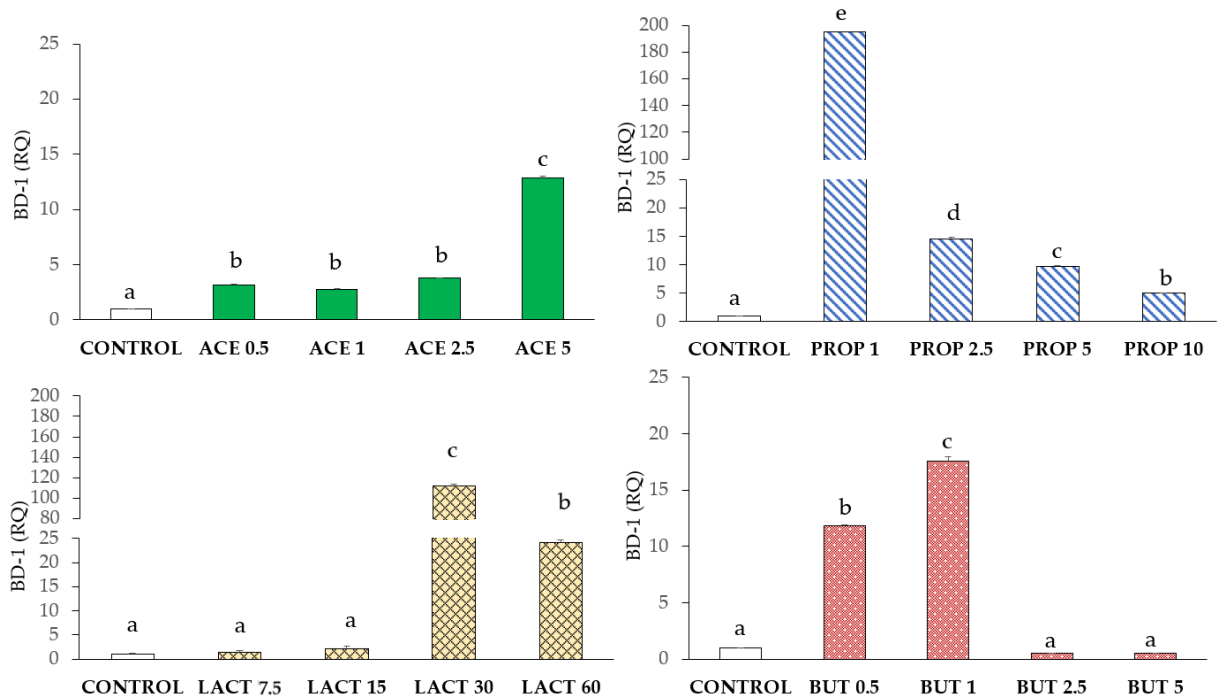 25
20
15
10
5
0
BD-1 (RQ)
a
b
b
b
c
CONTROL ACE 0.5 ACE 1 ACE 2.5 ACE 5
200
180
160
140
120
100
25
20
15
10
5
0
BD-1 (RQ)
a
e
d
c
b
CONTROL PROP 1 PROP 2.5 PROP 5 PROP 10
200
180
160
140
120
100
80
25
20
15
10
5
0
BD-1 (RQ)
a
a
a
c
b
CONTROL LACT 7.5 LACT 15 LACT 30 LACT 60
25
20
15
10
5
0
BD-1 (RQ)
a
b
c
a
a
CONTROL BUT 0.5 BUT 1 BUT 2.5 BUT 5